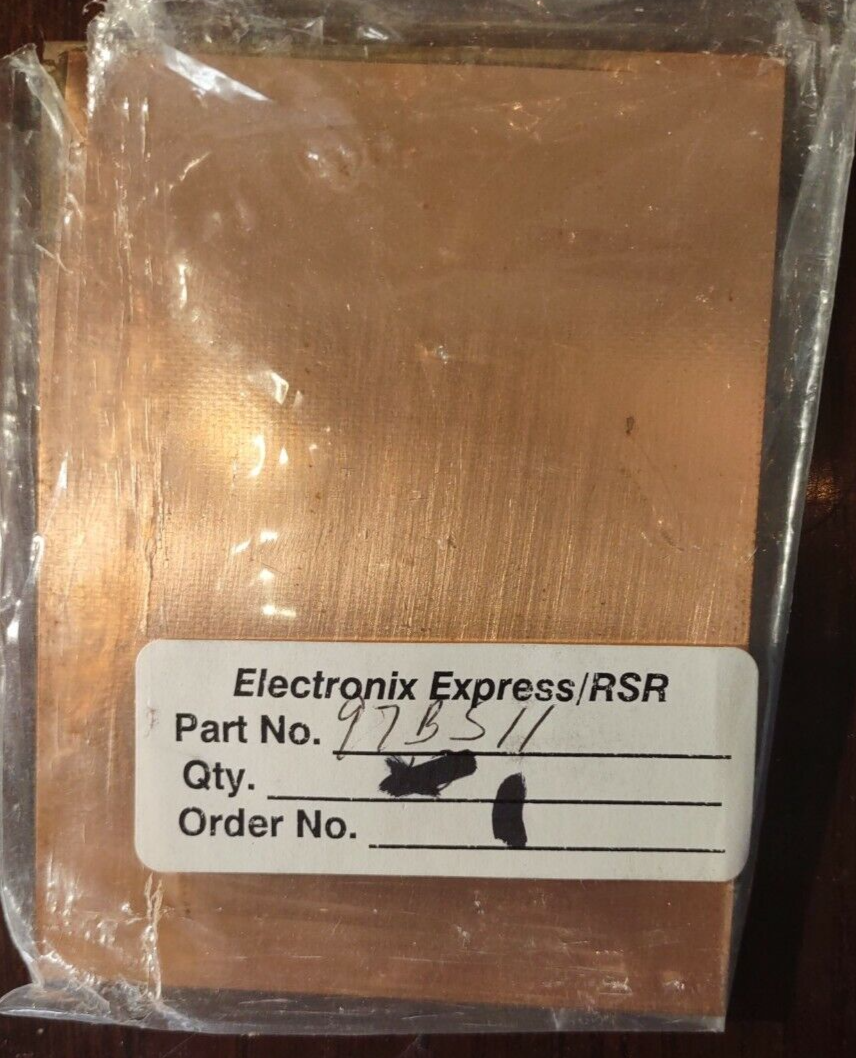 Electronix Express/RSR
Part No. 97BS11
Qty.
Order No.